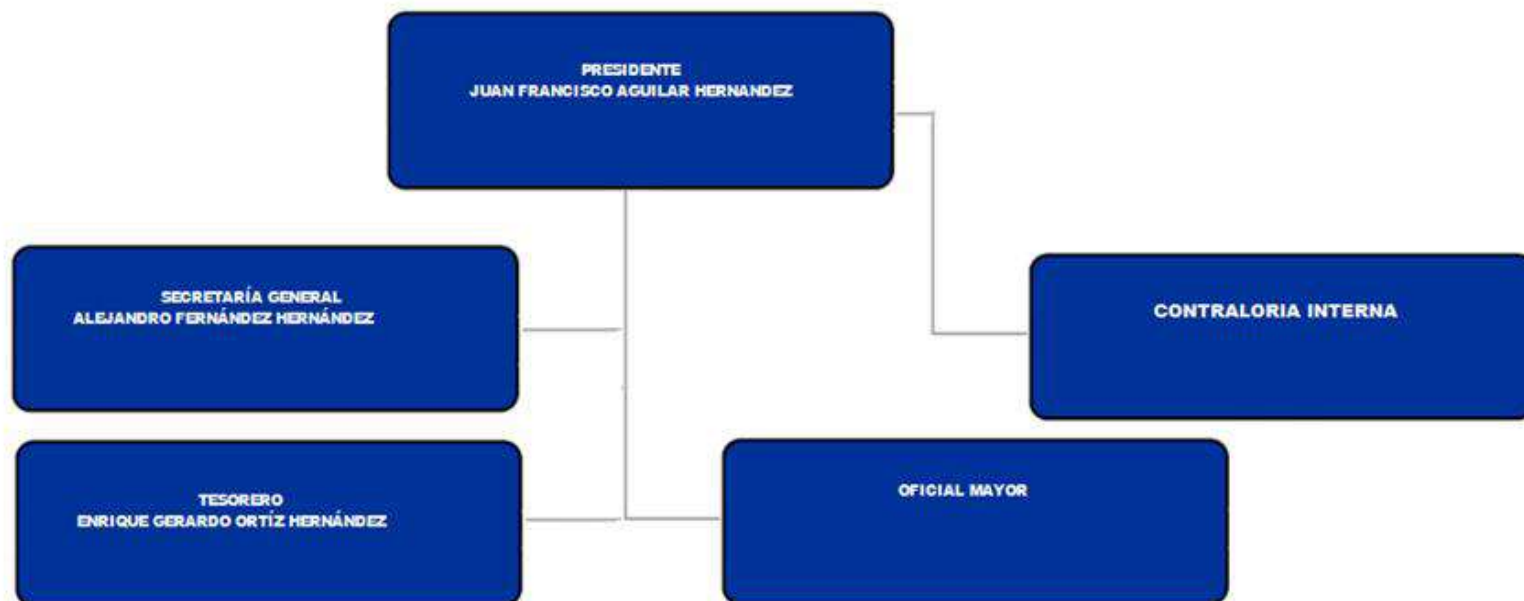 PRESIDENTE
JUAN FRANCISCO AGUILAR HERNANDEZ
SECRETARÍA GENERAL
ALEJANDRO FERNÁNDEZ HERNÁNDEZ
CONTRALORIA INTERNA
TESORERO
ENRIQUE GERARDO ORTÍZ HERNÁNDEZ
OFICIAL MAYOR